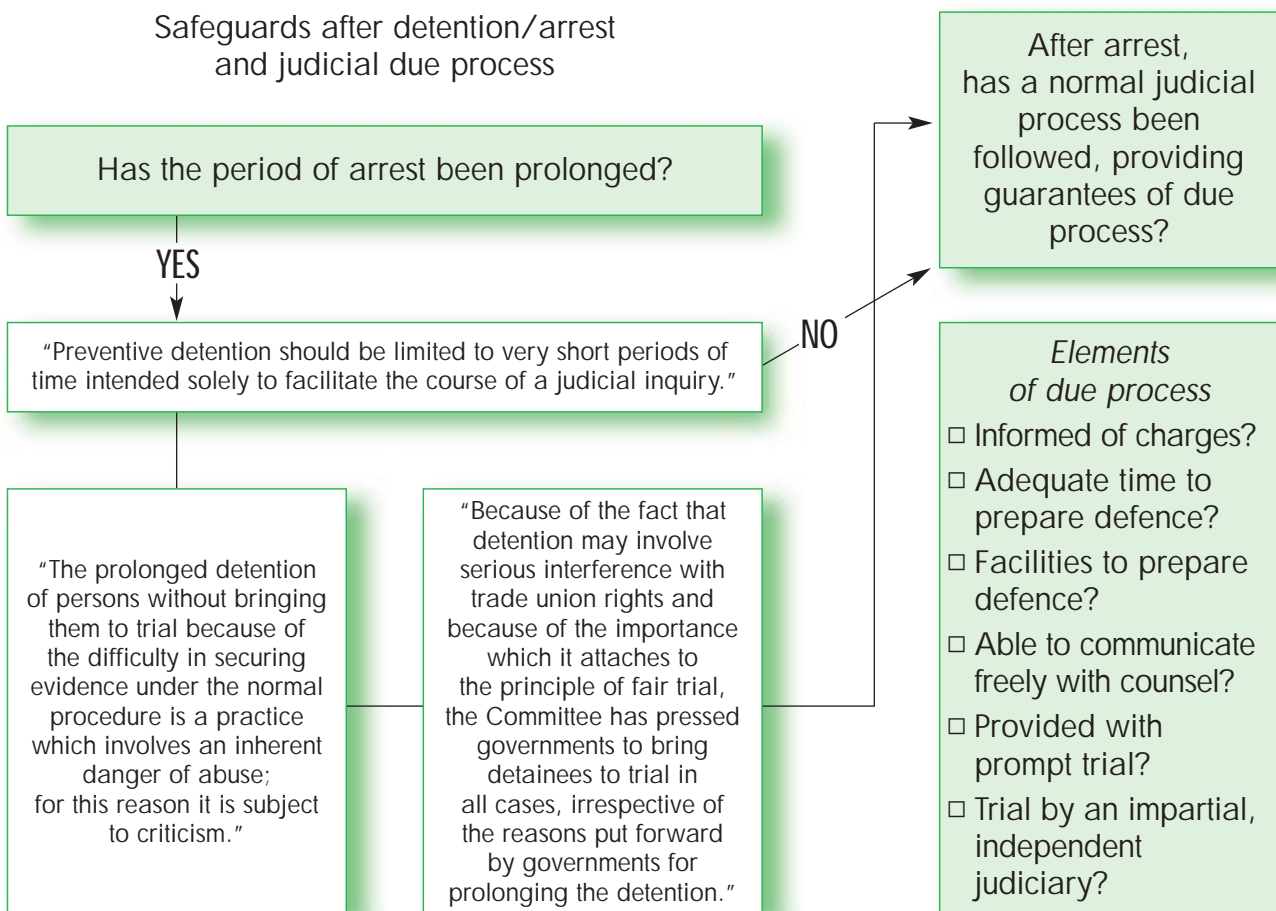 Safeguards after detention/arrest
and judicial due process
Has the period of arrest been prolonged?
YES
“Preventive detention should be limited to very short periods of
time intended solely to facilitate the course of a judicial inquiry.”
NO
“The prolonged detention
of persons without bringing
them to trial because of
the difficulty in securing
evidence under the normal
procedure is a practice
which involves an inherent
danger of abuse;
for this reason it is subject
to criticism.”
“Because of the fact that
detention may involve
serious interference with
trade union rights and
because of the importance
which it attaches to
the principle of fair trial,
the Committee has pressed
governments to bring
detainees to trial in
all cases, irrespective of
the reasons put forward
by governments for
prolonging the detention.”
After arrest,
has a normal judicial
process been
followed, providing
guarantees of due
process?
Elements
of due process
□ Informed of charges?
□ Adequate time to
prepare defence?
□ Facilities to prepare
defence?
□ Able to communicate
freely with counsel?
□ Provided with
prompt trial?
□ Trial by an impartial,
independent
judiciary?